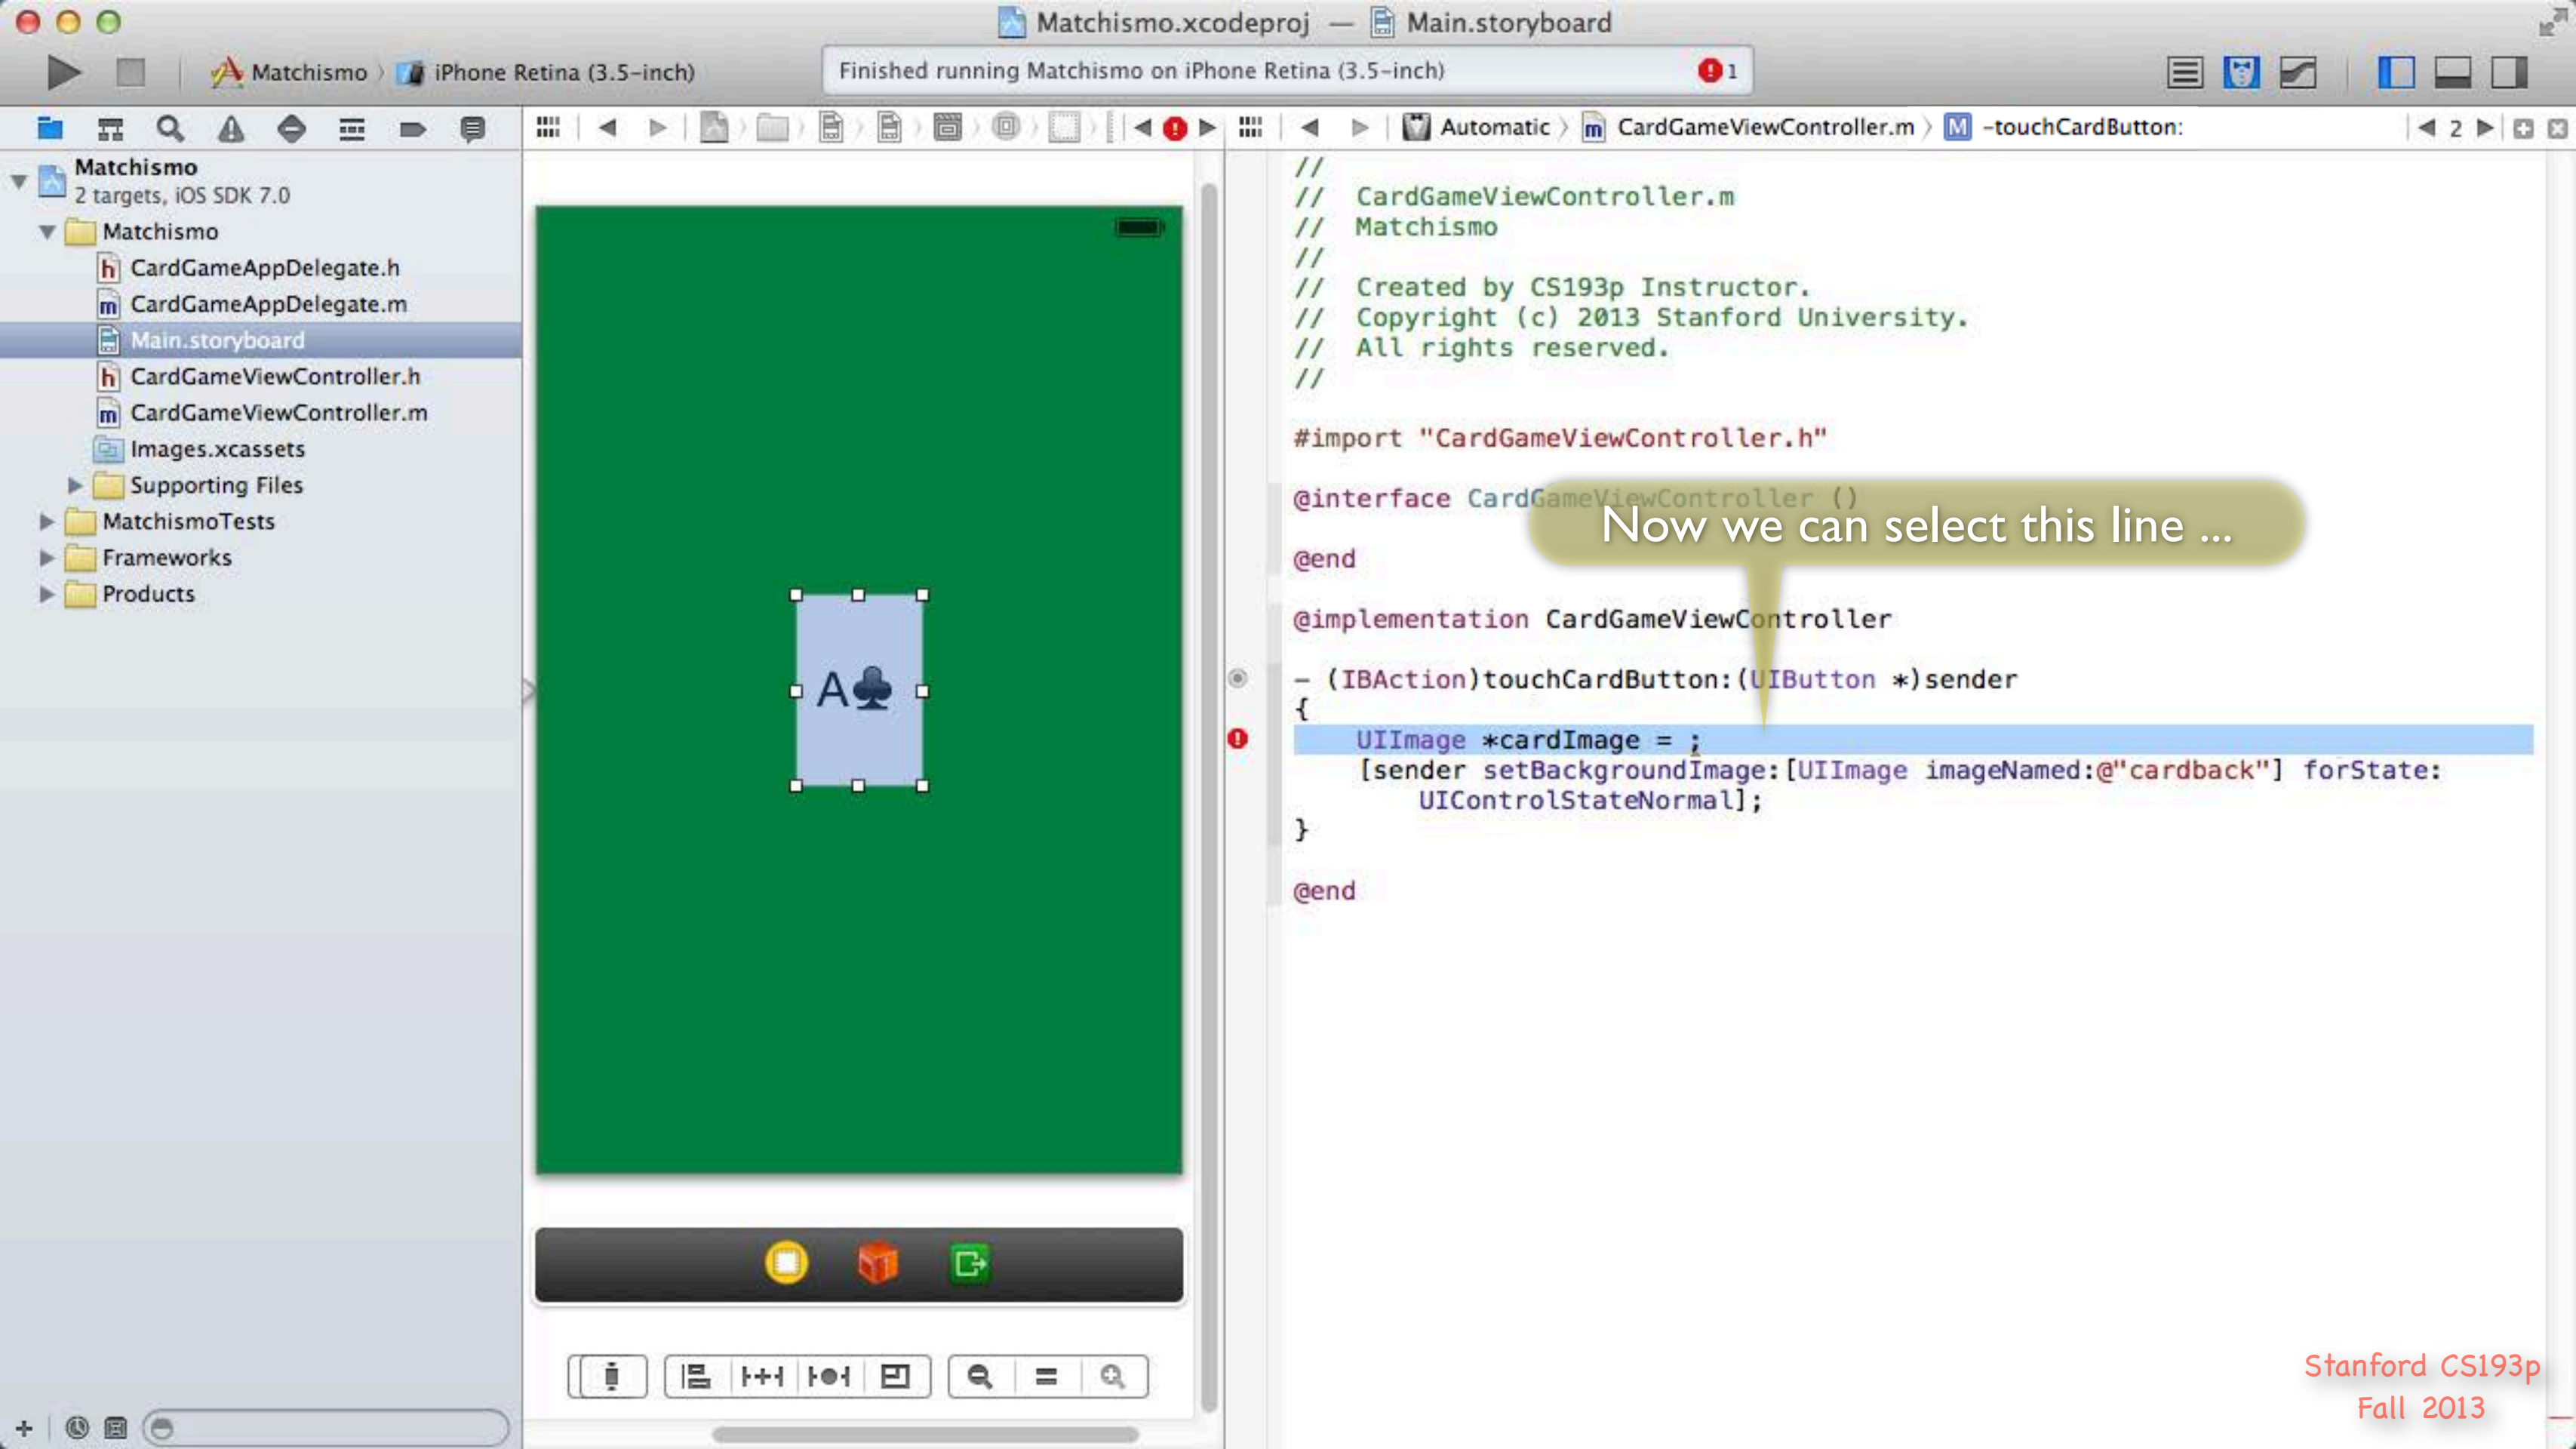 Matchismo.xcodeproj — Main.storyboard
Matchismo 〉 iPhone Retina (3.5-inch)
Finished running Matchismo on iPhone Retina (3.5-inch)
1
Automatic 〉 m CardGameViewController.m 〉 M -touchCardButton:
2
Matchismo
2 targets, iOS SDK 7.0
Matchismo
h CardGameAppDelegate.h
m CardGameAppDelegate.m
Main.storyboard
h CardGameViewController.h
m CardGameViewController.m
Images.xcassets
Supporting Files
MatchismoTests
Frameworks
Products
A♣
//
//  CardGameViewController.m
//  Matchismo
//
//  Created by CS193p Instructor.
//  Copyright (c) 2013 Stanford University.
//  All rights reserved.
//
#import "CardGameViewController.h"
@interface CardGameViewController ()
Now we can select this line ...
@end
@implementation CardGameViewController
- (IBAction)touchCardButton:(UIButton *)sender
{
    UIImage *cardImage = ;
    [sender setBackgroundImage:[UIImage imageNamed:@"cardback"] forState:
        UIControlStateNormal];
}
@end
Stanford CS193p
Fall 2013